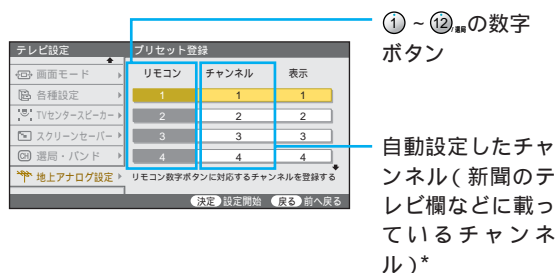 テレビ設定
画面モード
各種設定
TVセンタースピーカー
スクリーンセーバー
選局・バンド
地上アナログ設定
プリセット登録
リモコン チャンネル 表示
1 1 1
2 2 2
3 3 3
4 4 4
リモコン数字ボタンに対応するチャンネルを登録する
決定 設定開始 戻る 前へ戻る
① ~ ⑫/選局の数字
ボタン
自動設定したチャ
ンネル(新聞のテ
レビ欄などに載っ
ているチャンネ
ル)*